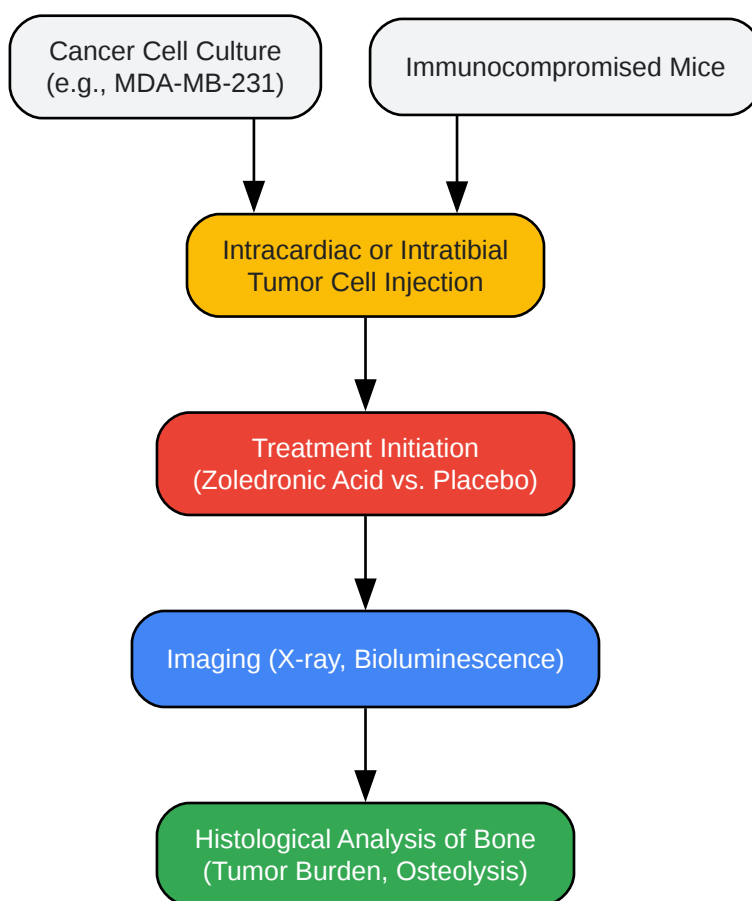 Cancer Cell Culture
(e.g., MDA-MB-231)
Immunocompromised Mice
Intracardiac or Intratibial
Tumor Cell Injection
Treatment Initiation
(Zoledronic Acid vs. Placebo)
Imaging (X-ray, Bioluminescence)
Histological Analysis of Bone
(Tumor Burden, Osteolysis)